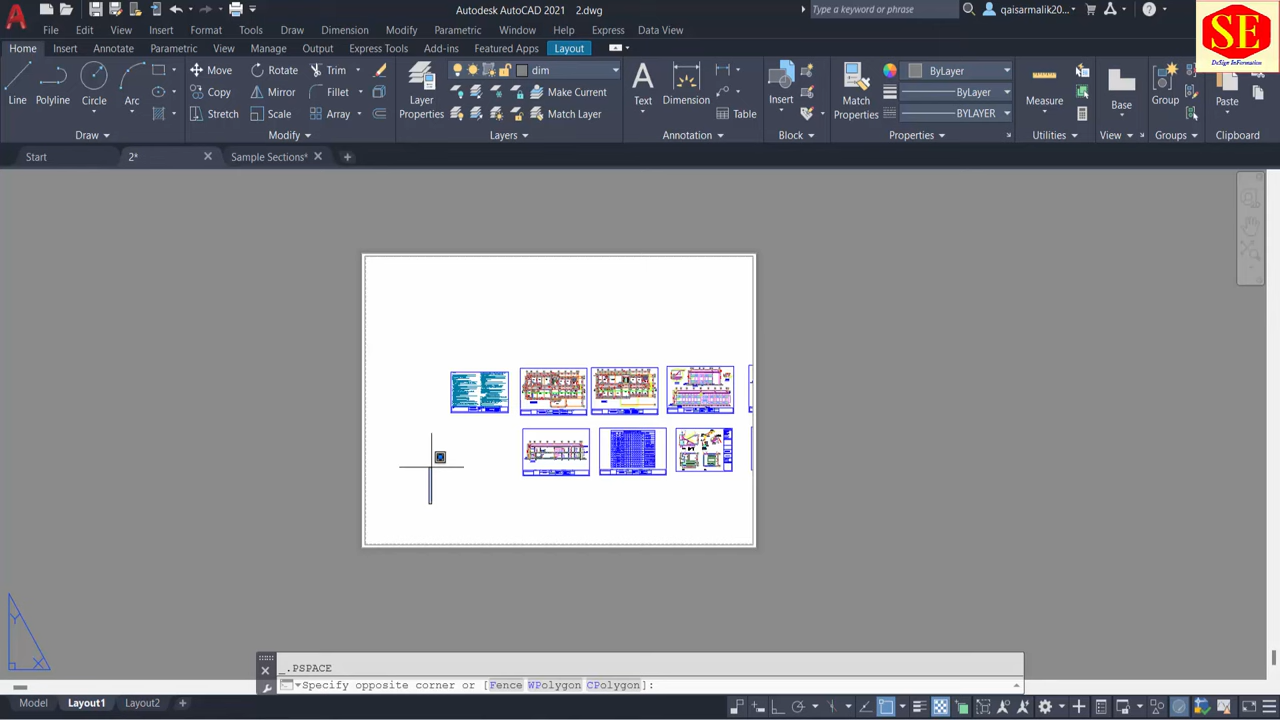 Autodesk AutoCAD 2021 2.dwg
Type a keyword or phrase
qaisarmalik20...
SE
DeSign InFormation
File Edit View Insert Format Tools Draw Dimension Modify Parametric Window Help Express Data View
Home Insert Annotate Parametric View Manage Output Express Tools Add-ins Featured Apps Layout
Line Polyline Circle Arc
Move Rotate Trim
Copy Mirror Fillet
Stretch Scale Array
Layer Properties
Make Current
Match Layer
Text Dimension Table
Insert
Match Properties
ByLayer
ByLayer
BYLAYER
Measure Group Base Paste
Draw Modify Layers Annotation Block Properties Groups Utilities Clipboard View
Start 2* Sample Sections*
Y
X
_.PSPACE
Specify opposite corner or [Fence WPolygon CPolygon]:
Model Layout1 Layout2